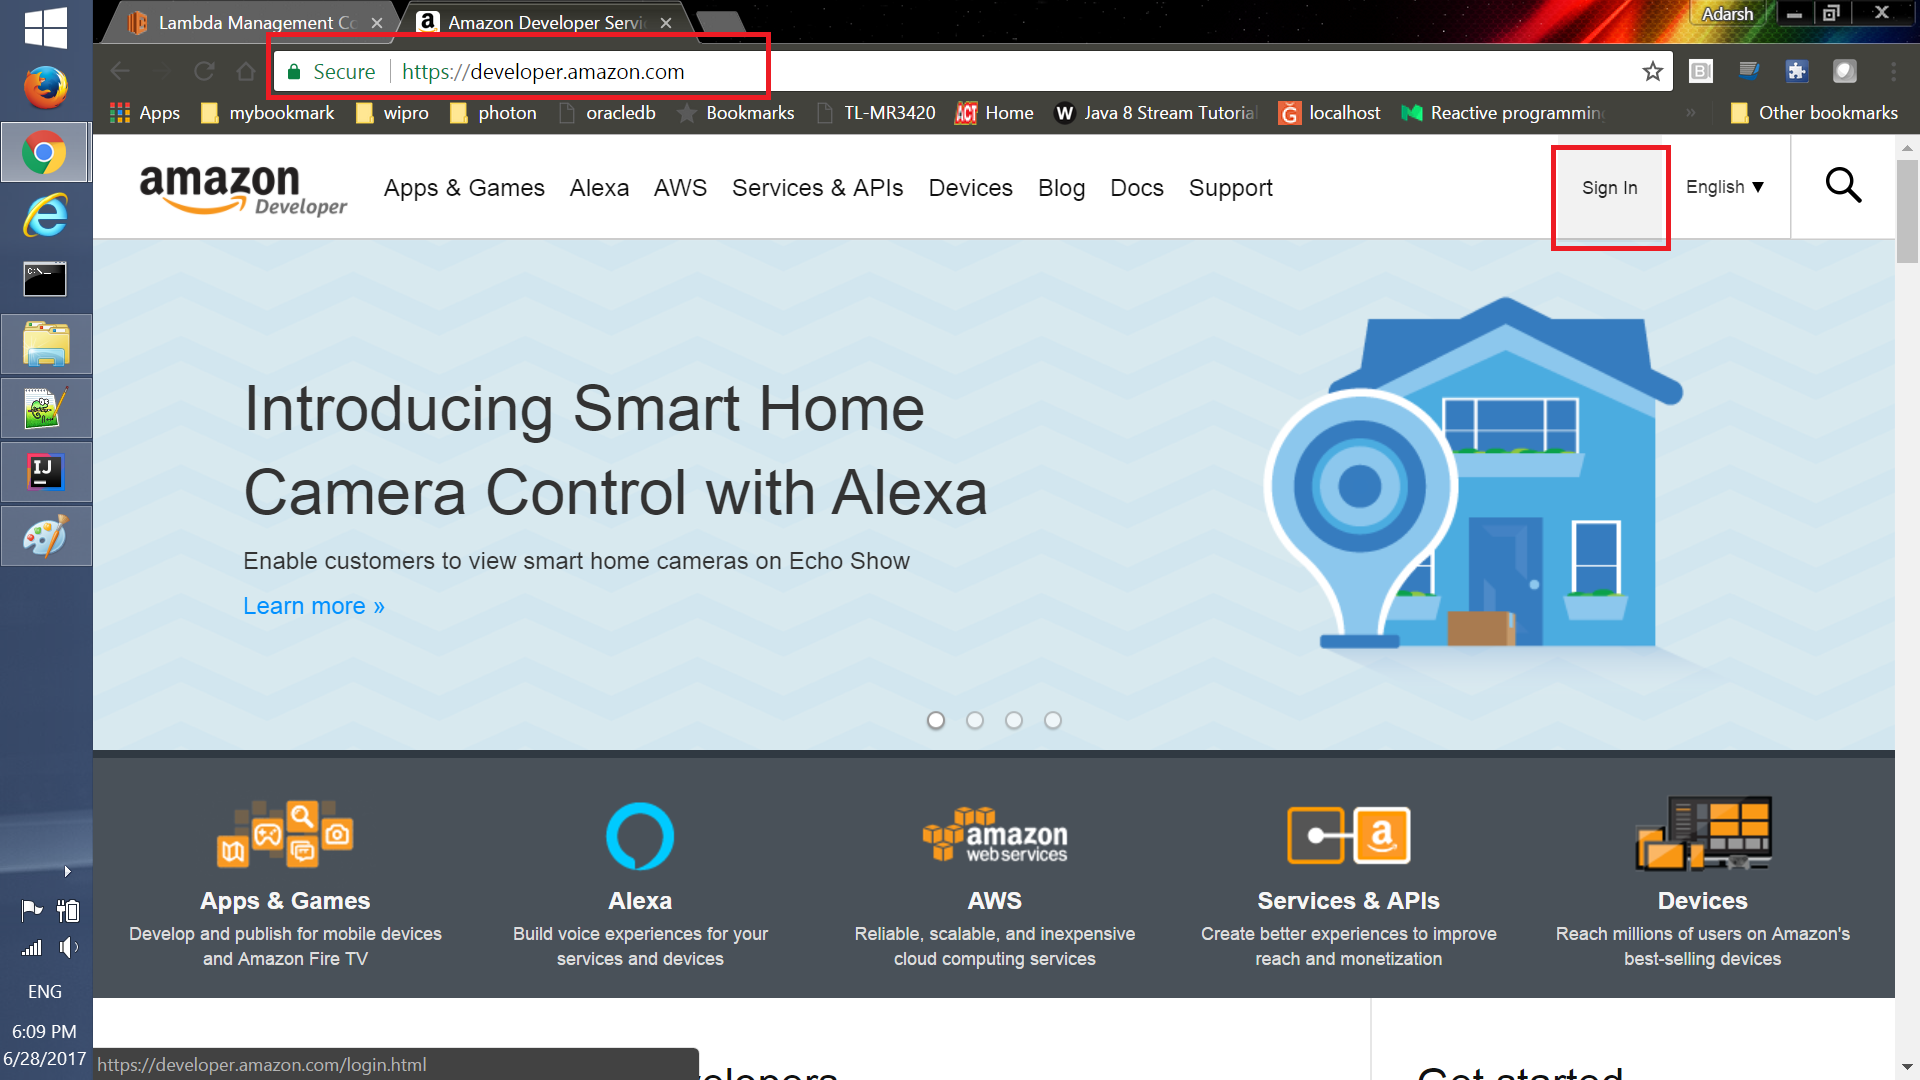 Lambda Management Co
Amazon Developer Servi
Adarsh
Secure https://developer.amazon.com
Apps
mybookmark
wipro
photon
oracledb
Bookmarks
TL-MR3420
ACT Home
W Java 8 Stream Tutorial
localhost
Reactive programming
»
Other bookmarks
amazon
Developer
Apps & Games
Alexa
AWS
Services & APIs
Devices
Blog
Docs
Support
Sign In
English ▼
Introducing Smart Home
Camera Control with Alexa
Enable customers to view smart home cameras on Echo Show
Learn more »
amazon
web services
Apps & Games
Develop and publish for mobile devices
and Amazon Fire TV
Alexa
Build voice experiences for your
services and devices
AWS
Reliable, scalable, and inexpensive
cloud computing services
Services & APIs
Create better experiences to improve
reach and monetization
Devices
Reach millions of users on Amazon's
best-selling devices
C:\_
IJ
ENG
6:09 PM
6/28/2017
https://developer.amazon.com/login.html
Get started